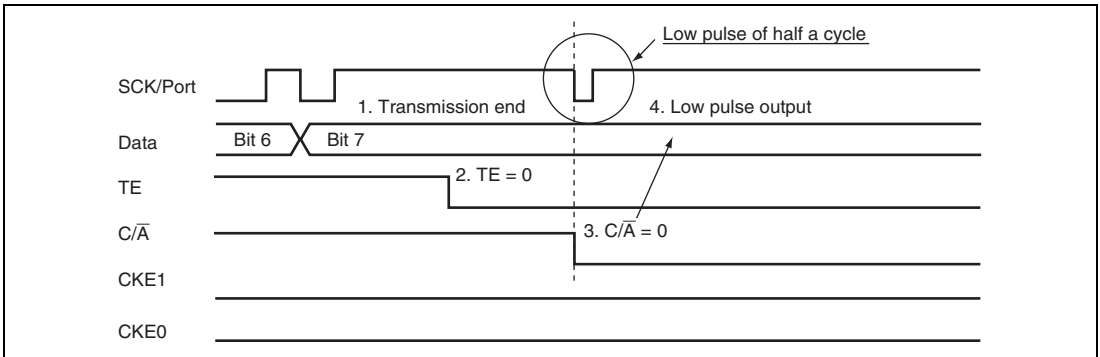 Low pulse of half a cycle
SCK/Port
1. Transmission end
4. Low pulse output
Data
Bit 6
Bit 7
TE
2. TE = 0
C/A̅
3. C/A̅ = 0
CKE1
CKE0